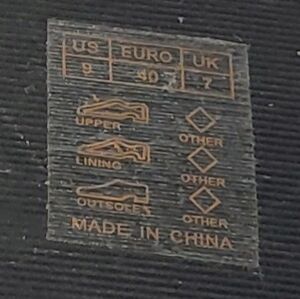 US EURO UK
9 40 7
UPPER OTHER
LINING OTHER
OUTSOLE OTHER
MADE IN CHINA